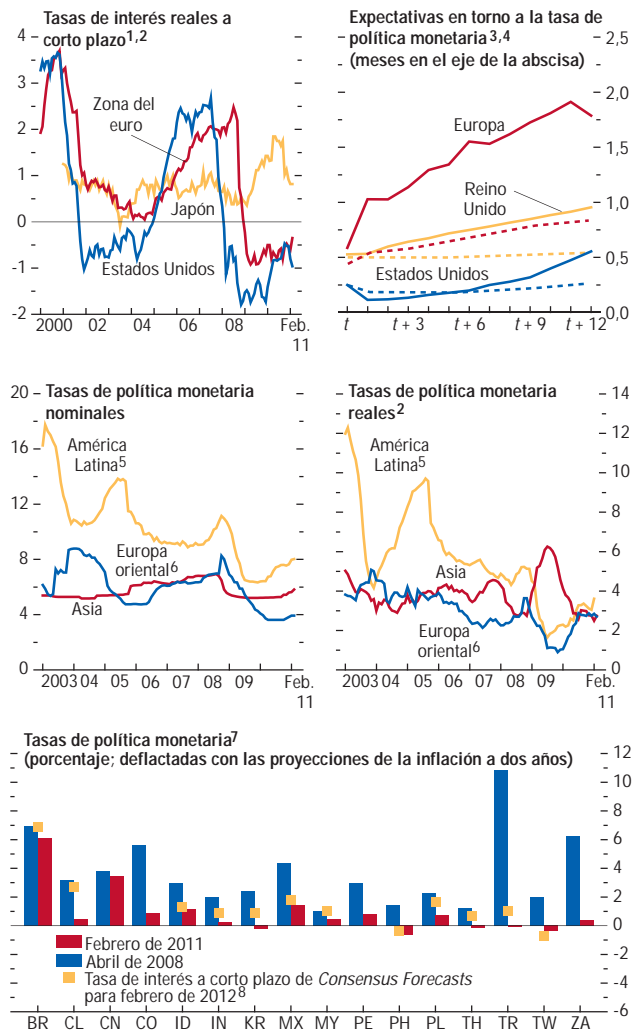 Tasas de interés reales a
corto plazo1,2
4
3
2
1
0
-1
-2
Zona del
euro
Japón
Estados Unidos
2000 02 04 06 08 Feb.
11
Expectativas en torno a la tasa de
política monetaria3,4
(meses en el eje de la abscisa)
2,5
2,0
1,5
1,0
0,5
0,0
Europa
Reino
Unido
Estados Unidos
t t + 3 t + 6 t + 9 t + 12
Tasas de política monetaria
nominales
20
16
12
8
4
0
América
Latina5
Europa
oriental6
Asia
2003 04 05 06 07 08 09 Feb.
11
Tasas de política monetaria
reales2
14
12
10
8
6
4
2
0
América
Latina5
Asia
Europa
oriental6
2003 04 05 06 07 08 09 Feb.
11
Tasas de política monetaria7
(porcentaje; deflactadas con las proyecciones de la inflación a dos años)
12
10
8
6
4
2
0
-2
-4
-6
Febrero de 2011
Abril de 2008
Tasa de interés a corto plazo de Consensus Forecasts
para febrero de 20128
BR CL CN CO ID IN KR MX MY PE PH PL TH TR TW ZA